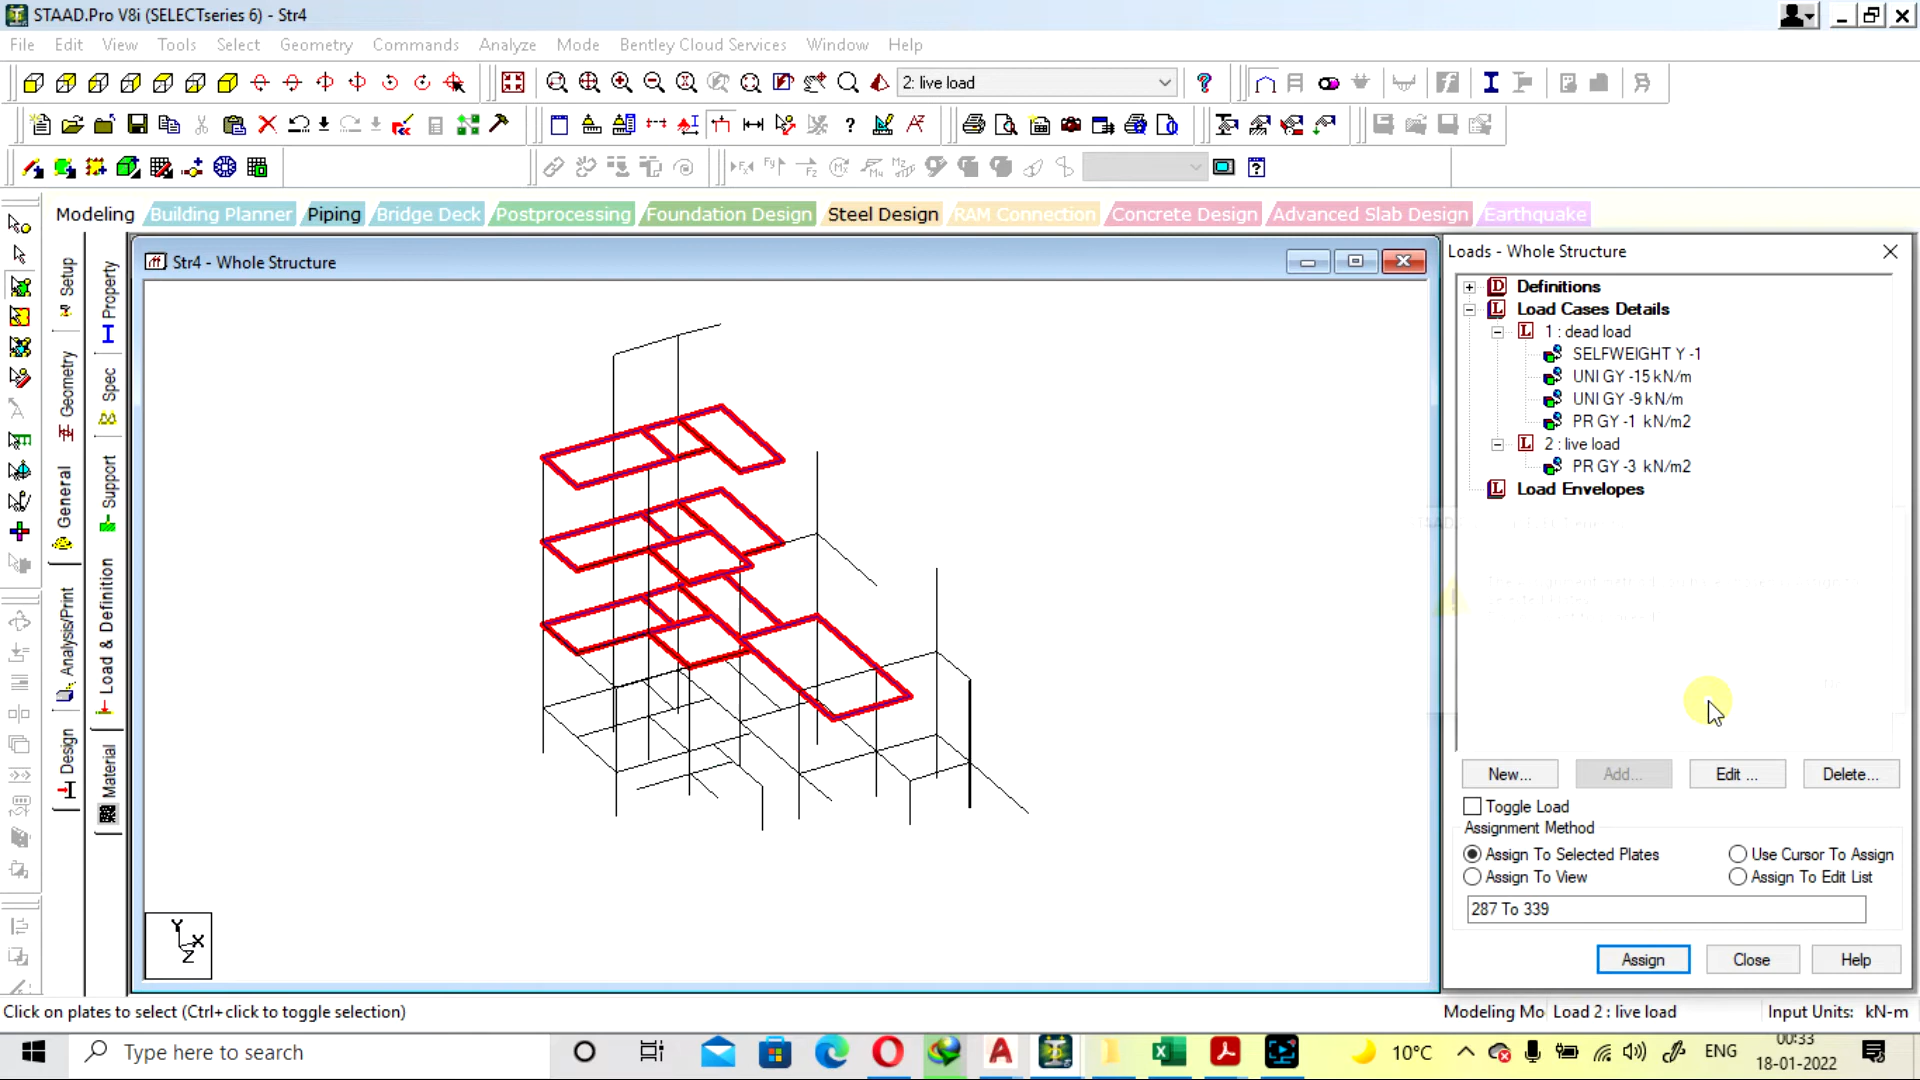 STAAD.Pro V8i (SELECTseries 6) - Str4
File Edit View Tools Select Geometry Commands Analyze Mode Bentley Cloud Services Window Help
2: live load
Modeling Building Planner Piping Bridge Deck Postprocessing Foundation Design Steel Design RAM Connection Concrete Design Advanced Slab Design Earthquake
Setup
Geometry
General
Analysis/Print
Design
Property
Spec
Support
Load & Definition
Material
Str4 - Whole Structure
Y
X
Z
Loads - Whole Structure
Definitions
Load Cases Details
1 : dead load
SELFWEIGHT Y -1
UNI GY -15 kN/m
UNI GY -9 kN/m
PR GY -1 kN/m2
2 : live load
PR GY -3 kN/m2
Load Envelopes
New... Add... Edit ... Delete...
Toggle Load
Assignment Method
Assign To Selected Plates Use Cursor To Assign
Assign To View Assign To Edit List
287 To 339
Assign Close Help
Click on plates to select (Ctrl+click to toggle selection)
Modeling Mo Load 2 : live load Input Units: kN-m
Type here to search
10°C
ENG
00:33
18-01-2022